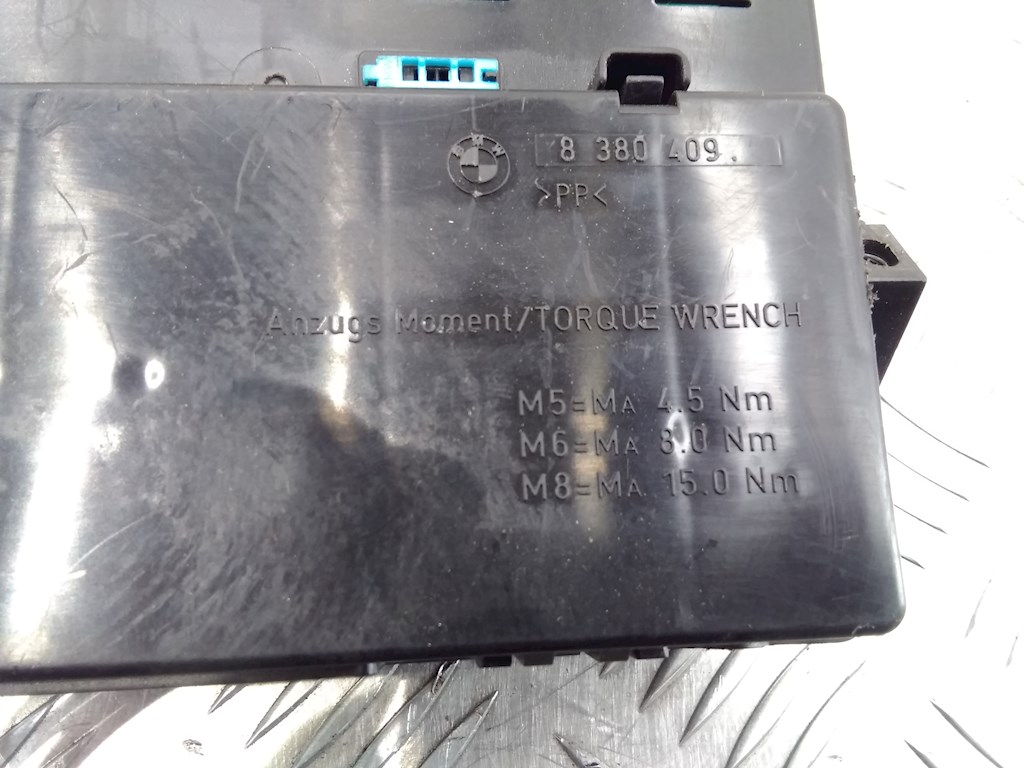 BMW
8 380 409.
>PP<
Anzugs Moment/TORQUE WRENCH
M5=MA 4.5 Nm
M6=MA 8.0 Nm
M8=MA 15.0 Nm